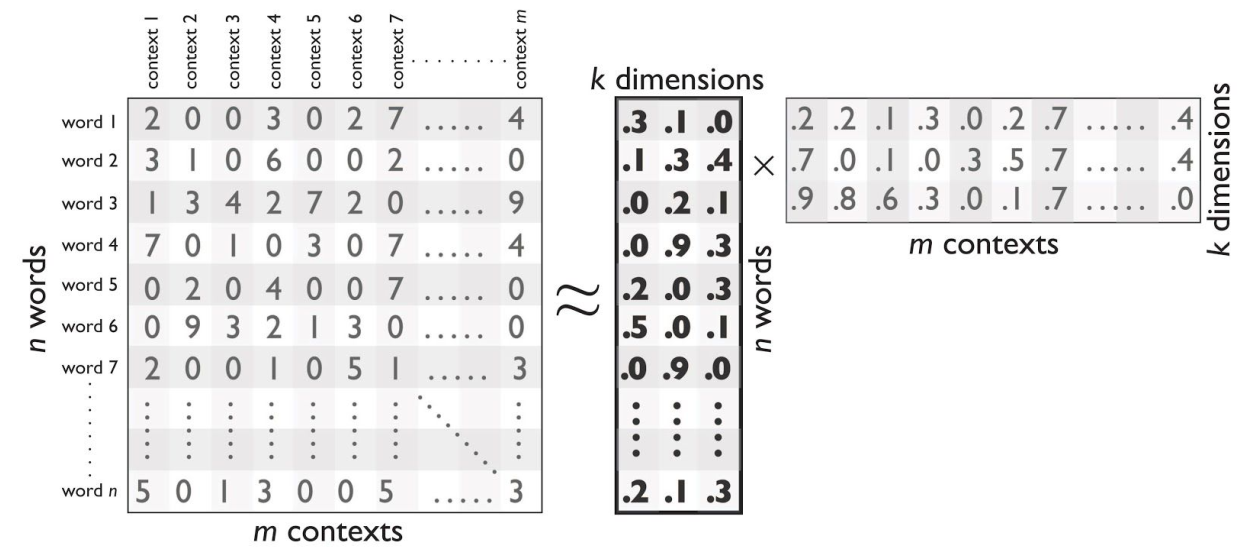 context 1 context 2 context 3 context 4 context 5 context 6 context 7 ........ context m
k dimensions
word 1 2 0 0 3 0 2 7 ..... 4 .3 .1 .0 .2 .2 .1 .3 .0 .2 .7 ..... .4
word 2 3 1 0 6 0 0 2 ..... 0 .1 .3 .4 × .7 .0 .1 .0 .3 .5 .7 ..... .4
word 3 1 3 4 2 7 2 0 ..... 9 .0 .2 .1 .9 .8 .6 .3 .0 .1 .7 ..... .0
k dimensions
word 4 7 0 1 0 3 0 7 ..... 4 .0 .9 .3
m contexts
word 5 0 2 0 4 0 0 7 ..... 0 ≈ .2 .0 .3
word 6 0 9 3 2 1 3 0 ..... 0 .5 .0 .1
word 7 2 0 0 1 0 5 1 ..... 3 .0 .9 .0
n words
n words
word n 5 0 1 3 0 0 5 ..... 3 .2 .1 .3
m contexts